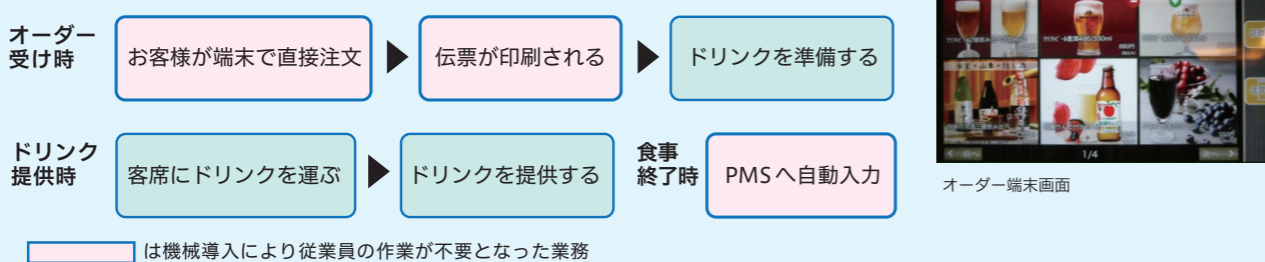 オーダー
受け時
お客様が端末で直接注文
伝票が印刷される
ドリンクを準備する
ドリンク
提供時
客席にドリンクを運ぶ
ドリンクを提供する
食事
終了時
PMSへ自動入力
は機械導入により従業員の作業が不要となった業務
1/4
オーダー端末画面